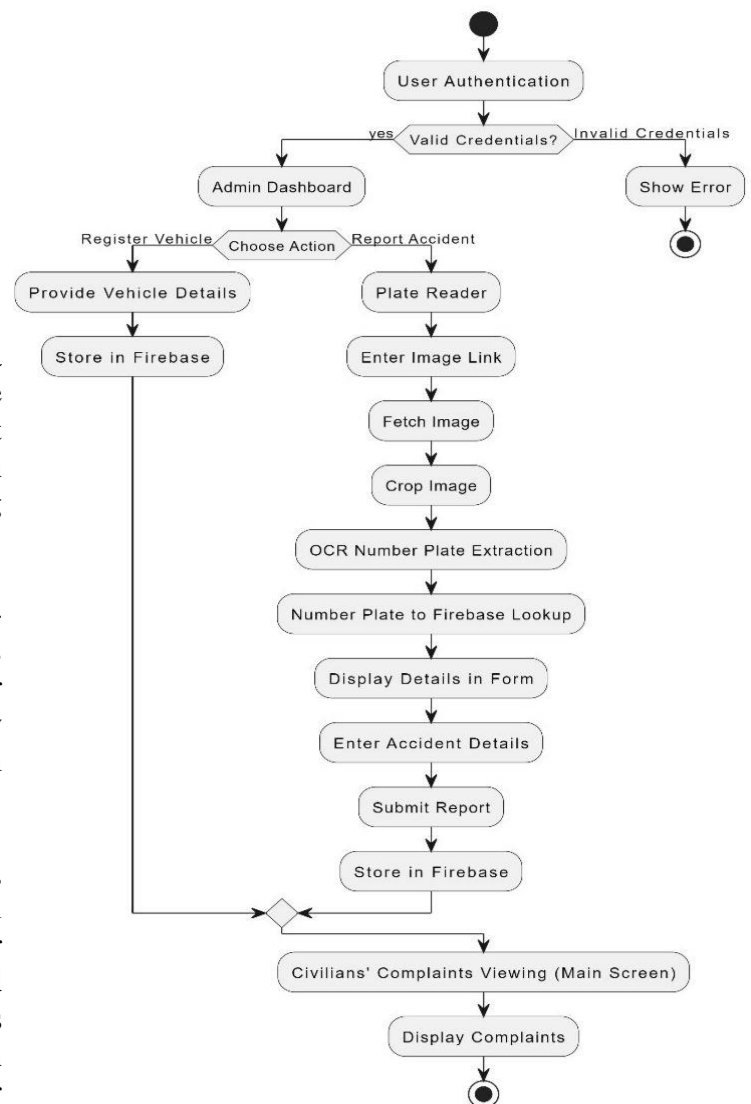 User Authentication
yes
Valid Credentials?
Invalid Credentials
Admin Dashboard
Show Error
Register Vehicle
Choose Action
Report Accident
Provide Vehicle Details
Plate Reader
Store in Firebase
Enter Image Link
Fetch Image
Crop Image
OCR Number Plate Extraction
Number Plate to Firebase Lookup
Display Details in Form
Enter Accident Details
Submit Report
Store in Firebase
Civilians' Complaints Viewing (Main Screen)
Display Complaints